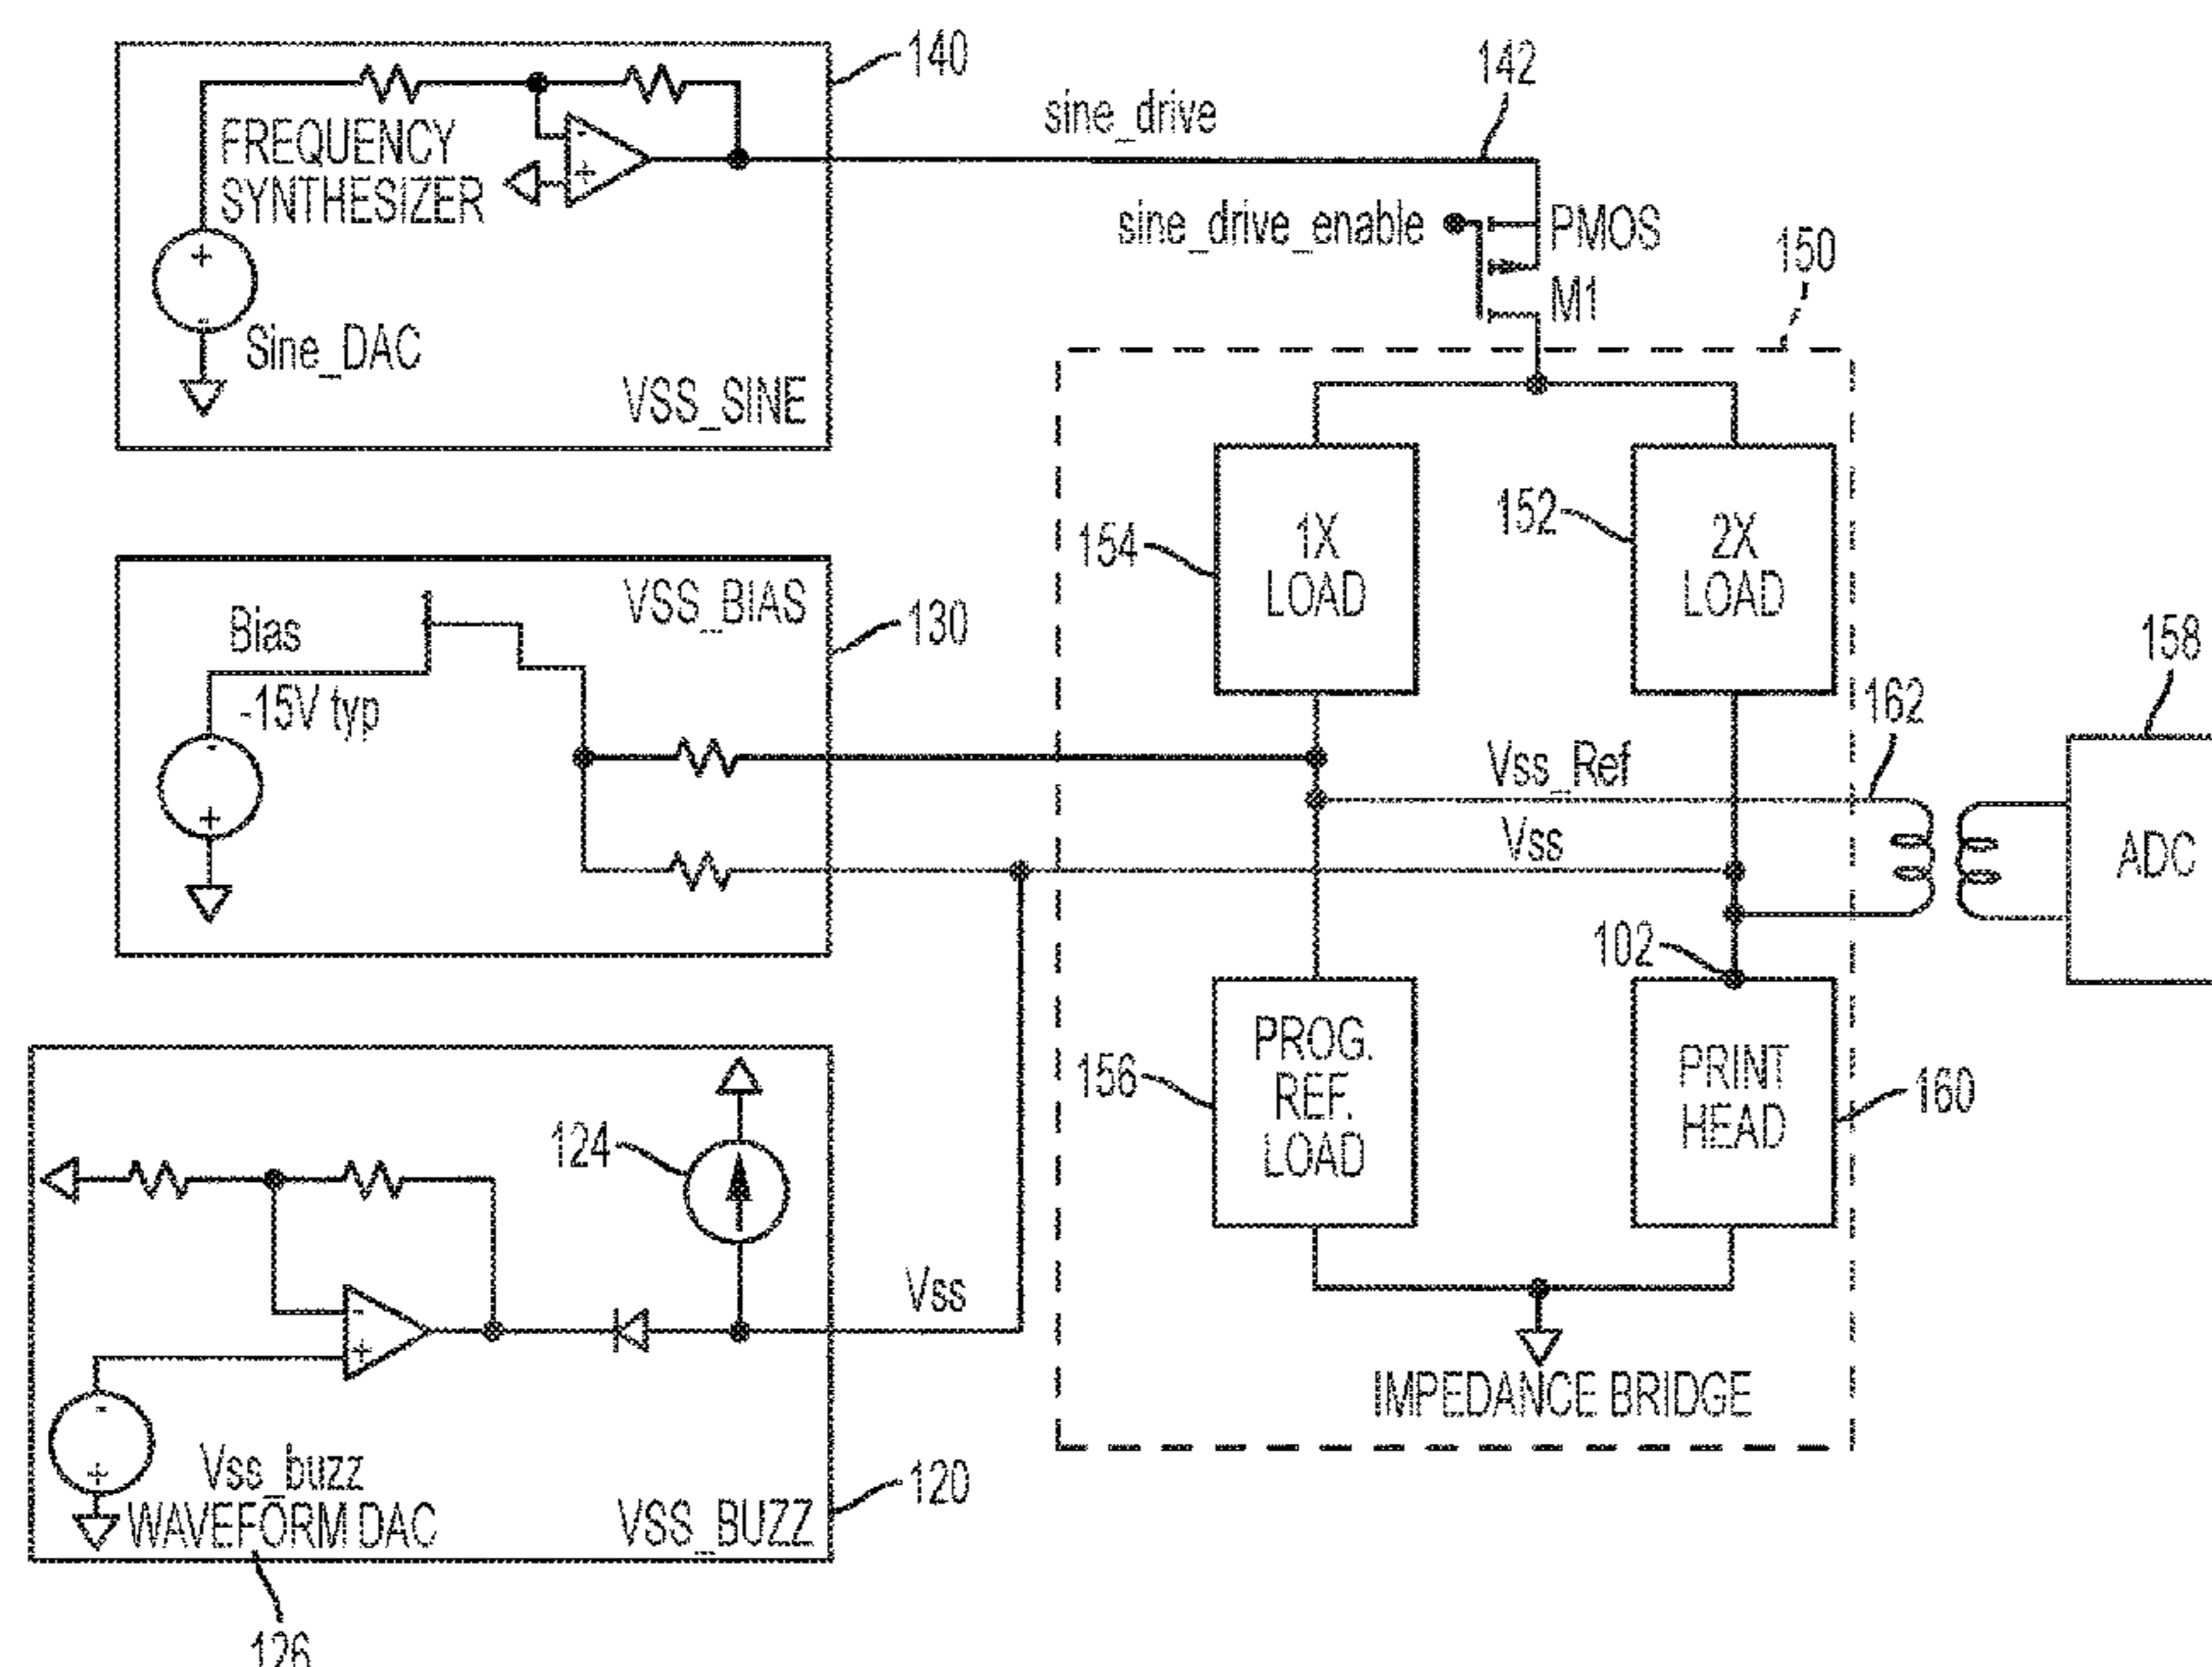 140
FREQUENCY
SYNTHESIZER
-
+
+
-
Sine_DAC
VSS_SINE
sine_drive
142
sine_drive_enable
PMOS
M1
150
VSS_BIAS
Bias
-15V typ
-
+
130
154
1X
LOAD
152
2X
LOAD
Vss_Ref
162
Vss
158
ADC
102
156
PROG.
REF.
LOAD
PRINT
HEAD
160
IMPEDANCE BRIDGE
124
Vss
-
+
-
+
Vss_buzz
WAVEFORM DAC
VSS_BUZZ
120
126